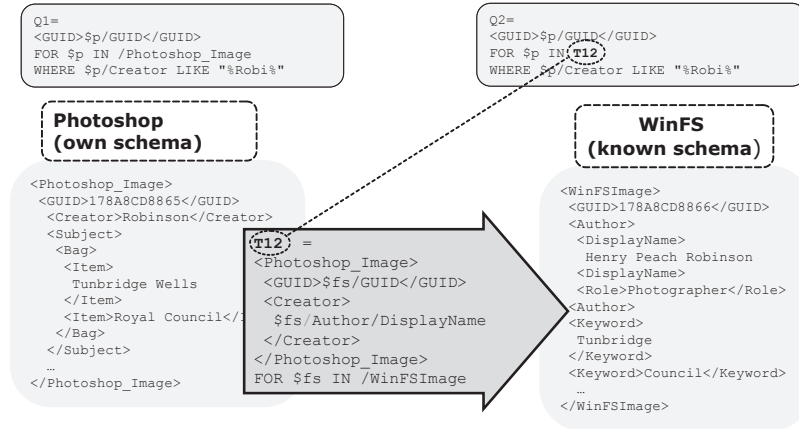 Q1=
<GUID>$p/GUID</GUID>
FOR $p IN /Photoshop_Image
WHERE $p/Creator LIKE "%Robi%"
Q2=
<GUID>$p/GUID</GUID>
FOR $p IN T12
WHERE $p/Creator LIKE "%Robi%"
Photoshop
(own schema)
WinFS
(known schema)
<Photoshop_Image>
<GUID>178A8CD8865</GUID>
<Creator>Robinson</Creator>
<Subject>
<Bag>
<Item>
Tunbridge Wells
</Item>
<Item>Royal Council</I
</Bag>
</Subject>
…
</Photoshop_Image>
T12 =
<Photoshop_Image>
<GUID>$fs/GUID</GUID>
<Creator>
$fs/Author/DisplayName
</Creator>
</Photoshop_Image>
FOR $fs IN /WinFSImage
<WinFSImage>
<GUID>178A8CD8866</GUID>
<Author>
<DisplayName>
Henry Peach Robinson
<DisplayName>
<Role>Photographer</Role>
<Author>
<Keyword>
Tunbridge
</Keyword>
<Keyword>Council</Keyword>
…
</WinFSImage>